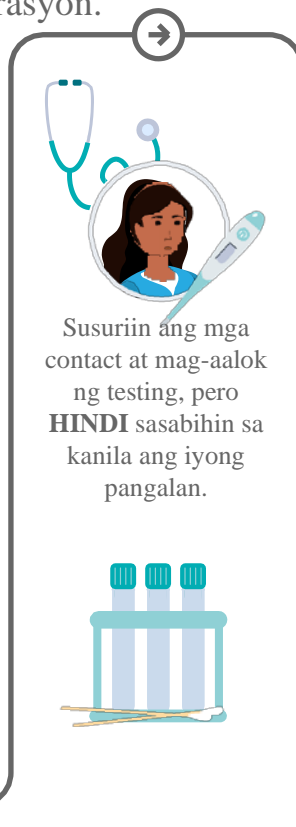 Susuriin ang mga
contact at mag-aalok
ng testing, pero
HINDI sasabihin sa
kanila ang iyong
pangalan.